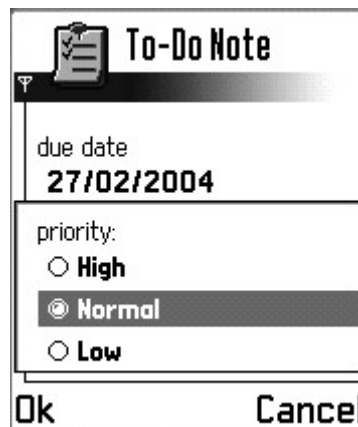 To-Do Note
due date
27/02/2004
priority:
High
Normal
Low
Ok Cancel